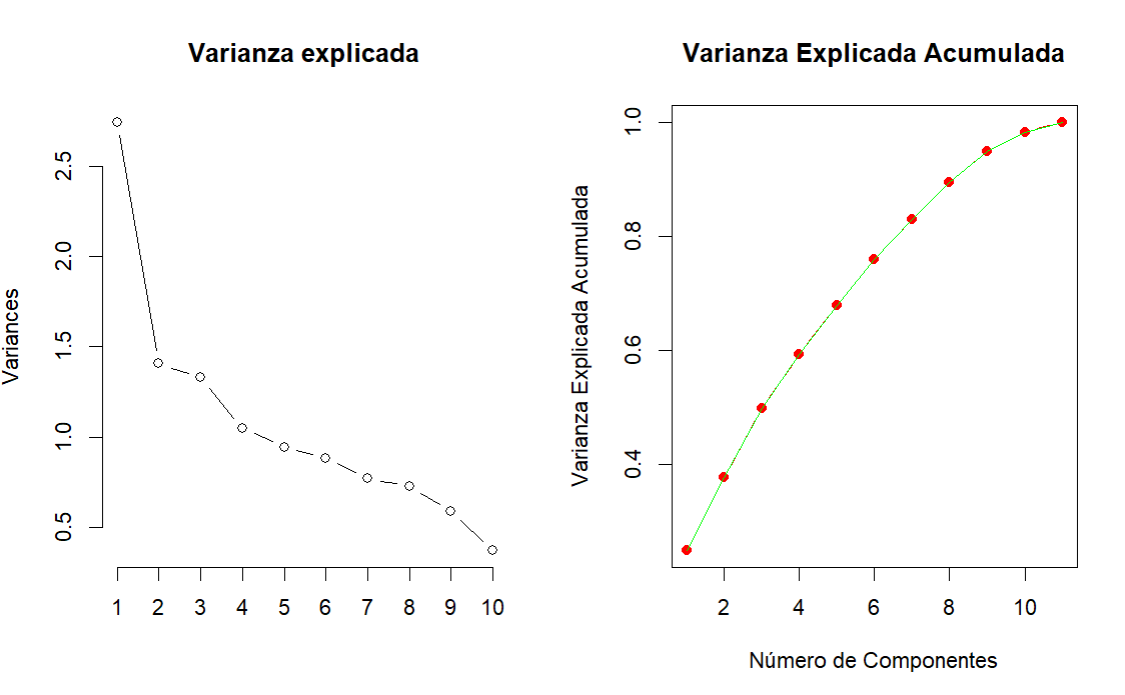 Varianza explicada
Variances
2.5
2.0
1.5
1.0
0.5
1 2 3 4 5 6 7 8 9 10
Varianza Explicada Acumulada
Varianza Explicada Acumulada
1.0
0.8
0.6
0.4
2 4 6 8 10
Número de Componentes